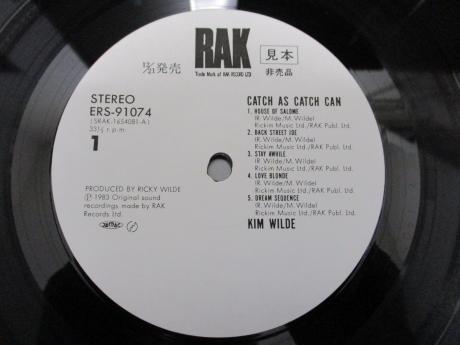 RAK
Trade Mark of RAK RECORD LTD
12/21発売
見本
非売品
STEREO
ERS-91074
(SRAK-1654081-A)
33⅓ r.p.m.
1
PRODUCED BY RICKY WILDE
Ⓟ 1983 Original sound
recordings made by RAK
Records Ltd.
CATCH AS CATCH CAN
1. HOUSE OF SALOME
(R.Wilde/M.Wilde)
Rickim Music Ltd./RAK Publ. Ltd.
2. BACK STREET JOE
(R.Wilde/M.Wilde)
Rickim Music Ltd./RAK Publ. Ltd.
3. STAY AWHILE
(R.Wilde/M.Wilde)
Rickim Music Ltd./RAK Publ. Ltd.
4. LOVE BLONDE
(R.Wilde/M.Wilde)
Rickim Music Ltd./RAK Publ. Ltd.
5. DREAM SEQUENCE
(R.Wilde/M.Wilde)
Rickim Music Ltd./RAK Publ. Ltd.
KIM WILDE